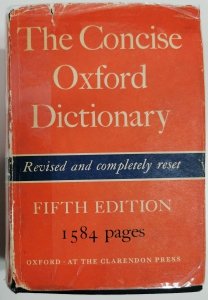 The Concise
Oxford
Dictionary
Revised and completely reset
FIFTH EDITION
1584 pages
OXFORD · AT THE CLARENDON PRESS